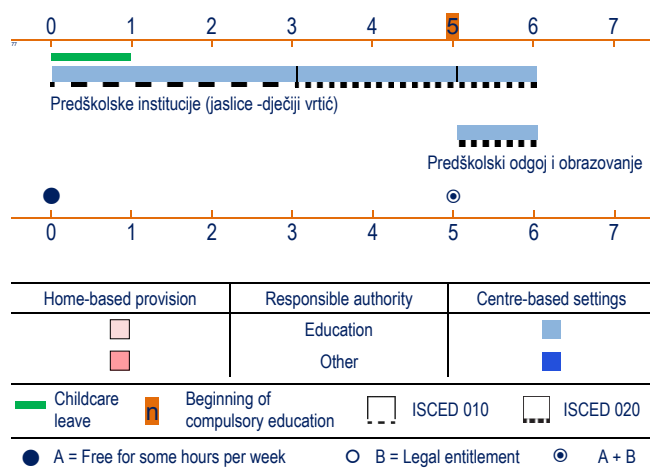 0 1 2 3 4 5 6 7
77
Predškolske institucije (jaslice -dječiji vrtić)
Predškolski odgoj i obrazovanje
0 1 2 3 4 5 6 7
Home-based provision Responsible authority Centre-based settings
Education
Other
Childcare leave
n Beginning of compulsory education
ISCED 010
ISCED 020
A = Free for some hours per week B = Legal entitlement A + B